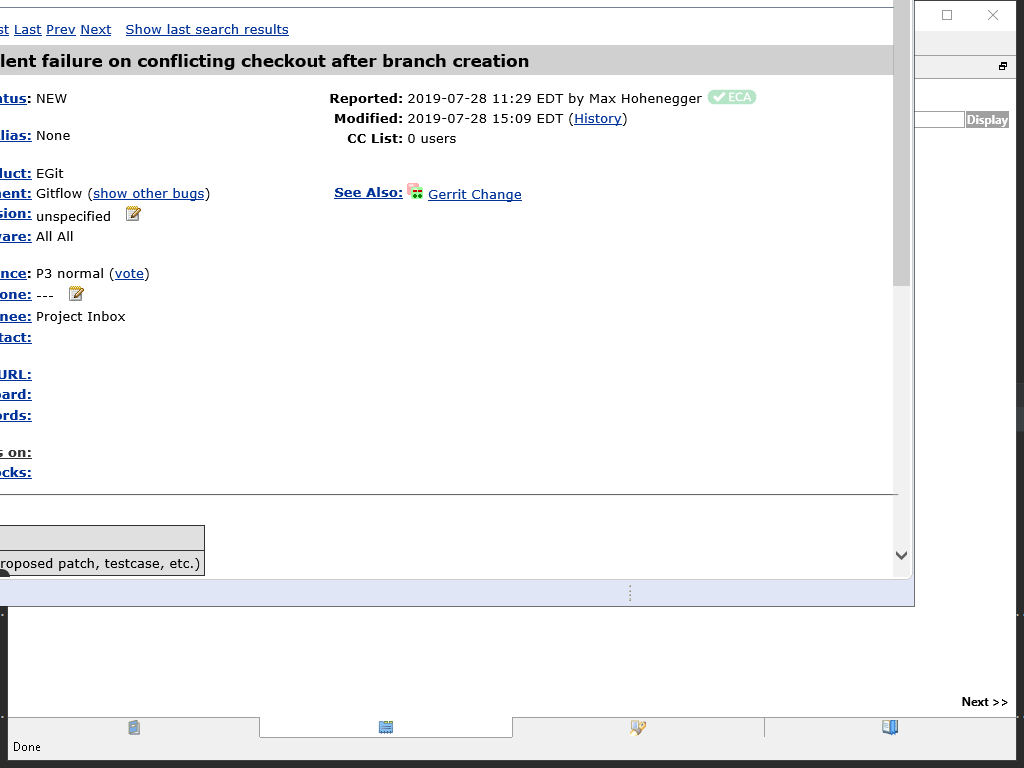 st Last Prev Next Show last search results
lent failure on conflicting checkout after branch creation
atus: NEW
Reported: 2019-07-28 11:29 EDT by Max Hohenegger ECA
Modified: 2019-07-28 15:09 EDT (History)
lias: None
CC List: 0 users
duct: EGit
nent: Gitflow (show other bugs)
See Also: Gerrit Change
sion: unspecified
ware: All All
nce: P3 normal (vote)
one: ---
nee: Project Inbox
tact:
URL:
oard:
ords:
s on:
ocks:
roposed patch, testcase, etc.)
Display
Next >>
Done